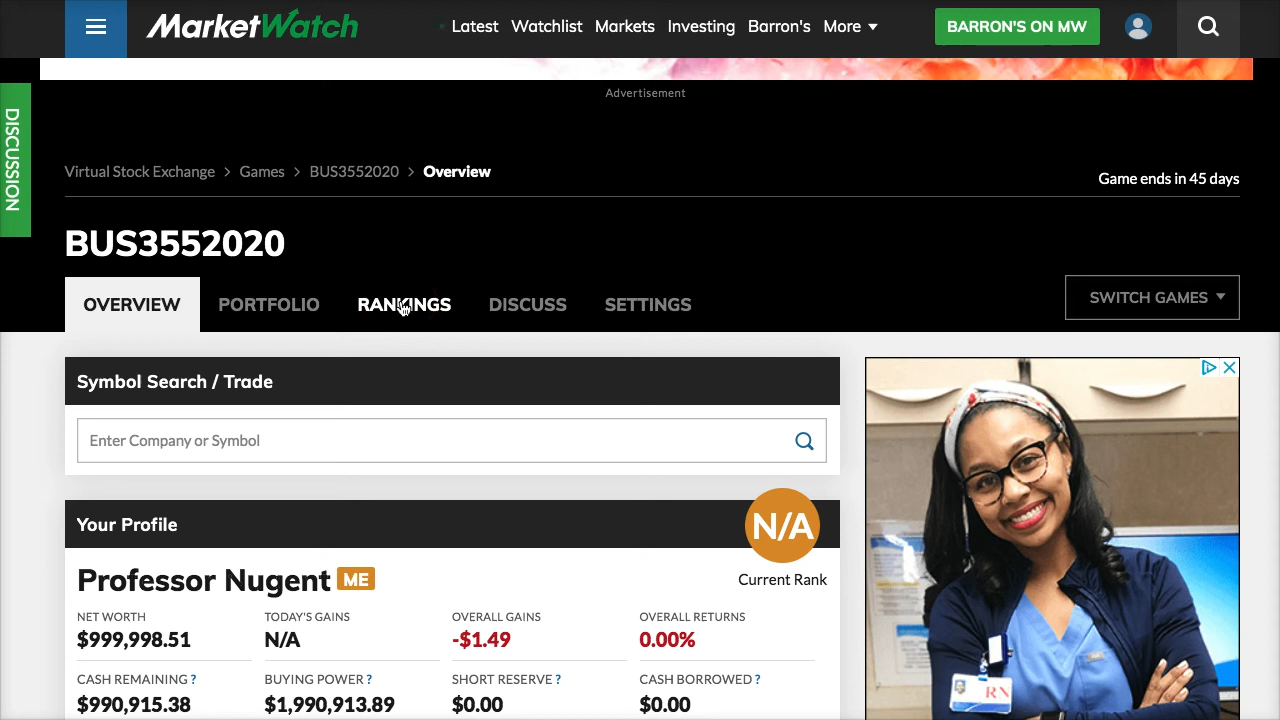 MarketWatch
Latest Watchlist Markets Investing Barron's More
BARRON'S ON MW
Advertisement
DISCUSSION
Virtual Stock Exchange > Games > BUS3552020 > Overview
Game ends in 45 days
BUS3552020
OVERVIEW PORTFOLIO RANKINGS DISCUSS SETTINGS
SWITCH GAMES
Symbol Search / Trade
Enter Company or Symbol
Your Profile
N/A
Current Rank
Professor Nugent ME
NET WORTH TODAY'S GAINS OVERALL GAINS OVERALL RETURNS
$999,998.51 N/A -$1.49 0.00%
CASH REMAINING ? BUYING POWER ? SHORT RESERVE ? CASH BORROWED ?
$990,915.38 $1,990,913.89 $0.00 $0.00
RN